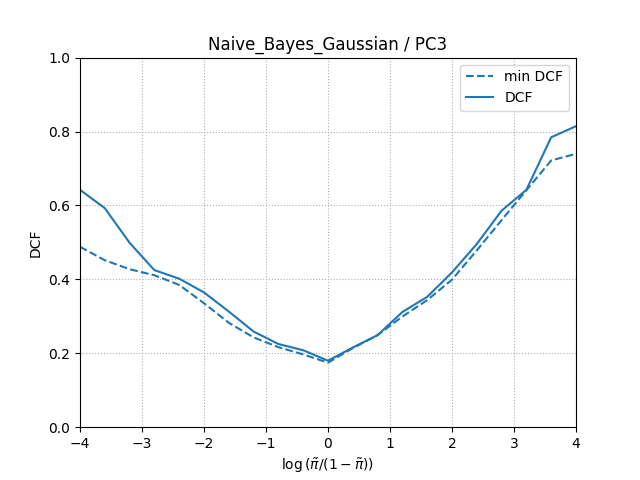 Naive_Bayes_Gaussian / PC3
1.0
min DCF
DCF
0.8
0.6
DCF
0.4
0.2
0.0
−4 −3 −2 −1 0 1 2 3 4
log (π̃/(1 − π̃))